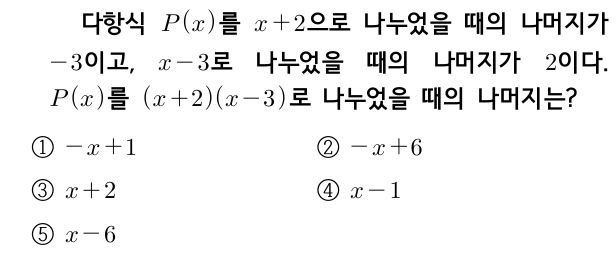 다항식 P(x)를 x+2으로 나누었을 때의 나머지가
-3이고, x-3로 나누었을 때의 나머지가 2이다.
P(x)를 (x+2)(x-3)로 나누었을 때의 나머지는?
① -x+1 ② -x+6
③ x+2 ④ x-1
⑤ x-6